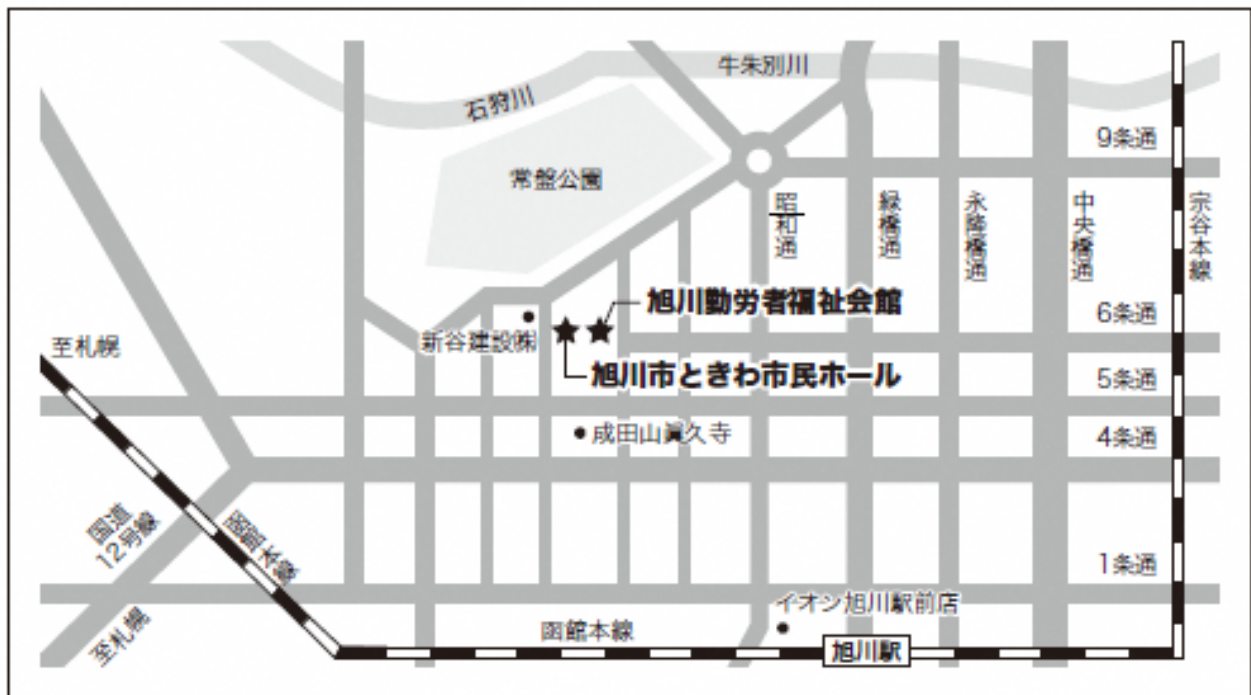 牛朱別川
石狩川
9条通
常盤公園
昭和通
緑橋通
永隆橋通
中央橋通
宗谷本線
旭川勤労者福祉会館
6条通
新谷建設㈱
至札幌
旭川市ときわ市民ホール
5条通
成田山眞久寺
4条通
国道
12号線
函館本線
1条通
イオン旭川駅前店
至札幌
函館本線
旭川駅